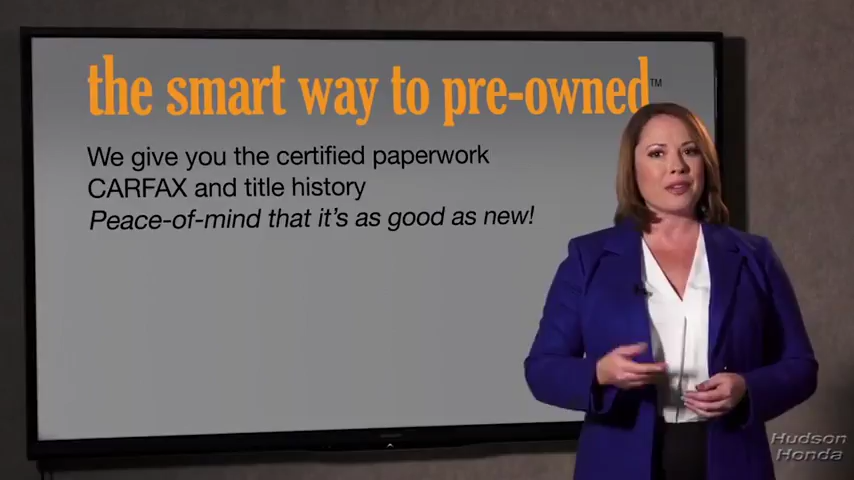 the smart way to pre-owned™
We give you the certified paperwork
CARFAX and title history
Peace-of-mind that it's as good as new!
Hudson
Honda